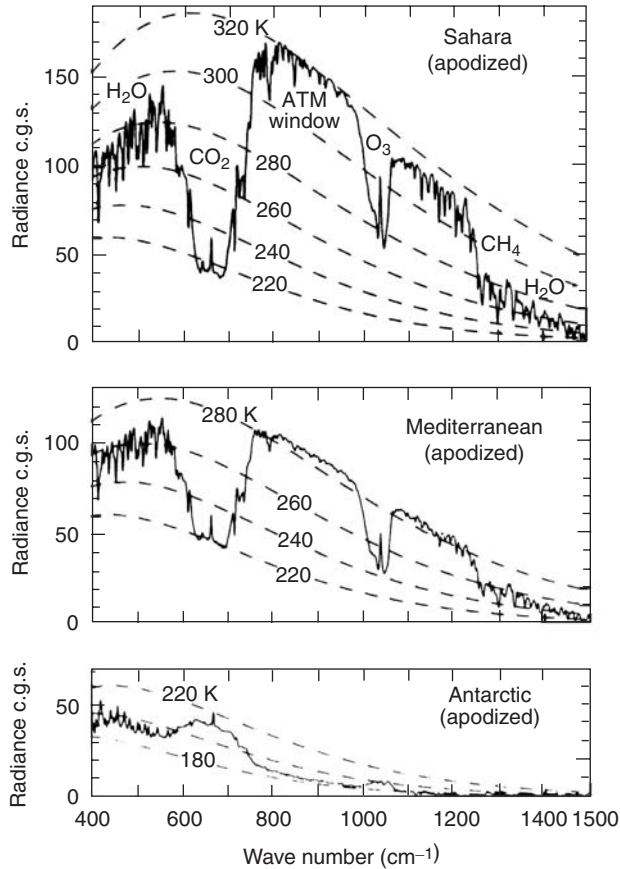 320 K
Sahara
(apodized)
150
H₂O
300
ATM
window
O₃
Radiance c.g.s.
100
CO₂
280
260
50
240
CH₄
220
H₂O
0
280 K
Mediterranean
(apodized)
Radiance c.g.s.
100
260
50
240
220
0
220 K
Antarctic
(apodized)
Radiance c.g.s.
50
180
0
400 600 800 1000 1200 1400 1500
Wave number (cm⁻¹)